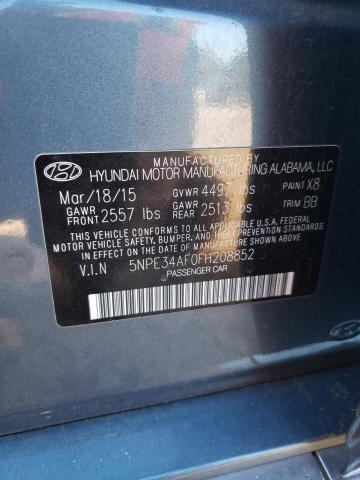 MANUFACTURED BY
HYUNDAI MOTOR MANUFACTURING ALABAMA, LLC
Mar/18/15 GVWR 4497 lbs PAINT X8
GAWR FRONT 2557 lbs GAWR REAR 2513 lbs TRIM BB
THIS VEHICLE CONFORMS TO ALL APPLICABLE U.S.A. FEDERAL
MOTOR VEHICLE SAFETY, BUMPER, AND THEFT PREVENTION
STANDARDS IN EFFECT ON THE DATE OF MANUFACTURE SHOWN ABOVE.
V.I.N 5NPE34AF0FH208852
PASSENGER CAR